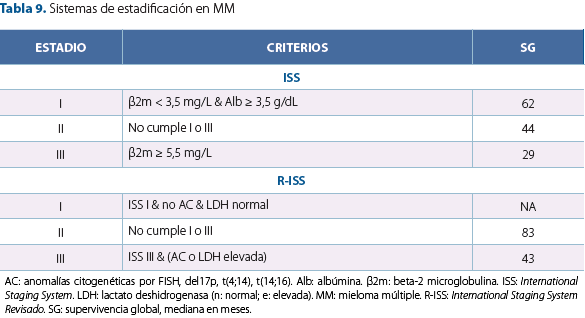 Tabla 9. Sistemas de estadificación en MM
ESTADIO CRITERIOS SG
ISS
I β2m < 3,5 mg/L & Alb ≥ 3,5 g/dL 62
II No cumple I o III 44
III β2m ≥ 5,5 mg/L 29
R-ISS
I ISS I & no AC & LDH normal NA
II No cumple I o III 83
III ISS III & (AC o LDH elevada) 43
AC: anomalías citogenéticas por FISH, del17p, t(4;14), t(14;16). Alb: albúmina. β2m: beta-2 microglobulina. ISS: International
Staging System. LDH: lactato deshidrogenasa (n: normal; e: elevada). MM: mieloma múltiple. R-ISS: International Staging System
Revisado. SG: supervivencia global, mediana en meses.